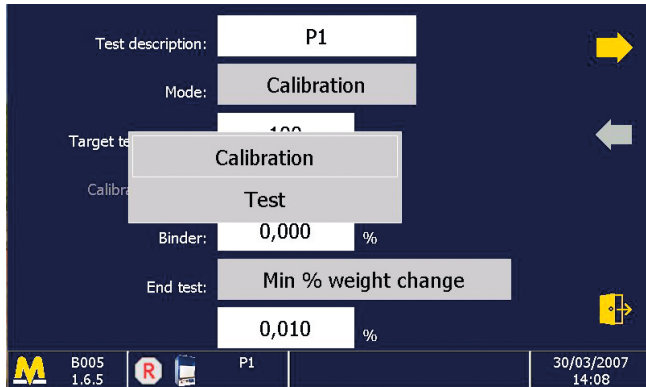 Test description: P1
Mode: Calibration
Target te
Calibration
Calibr
Test
Binder: 0,000 %
End test: Min % weight change
0,010 %
B005 R P1 30/03/2007
1.6.5 14:08